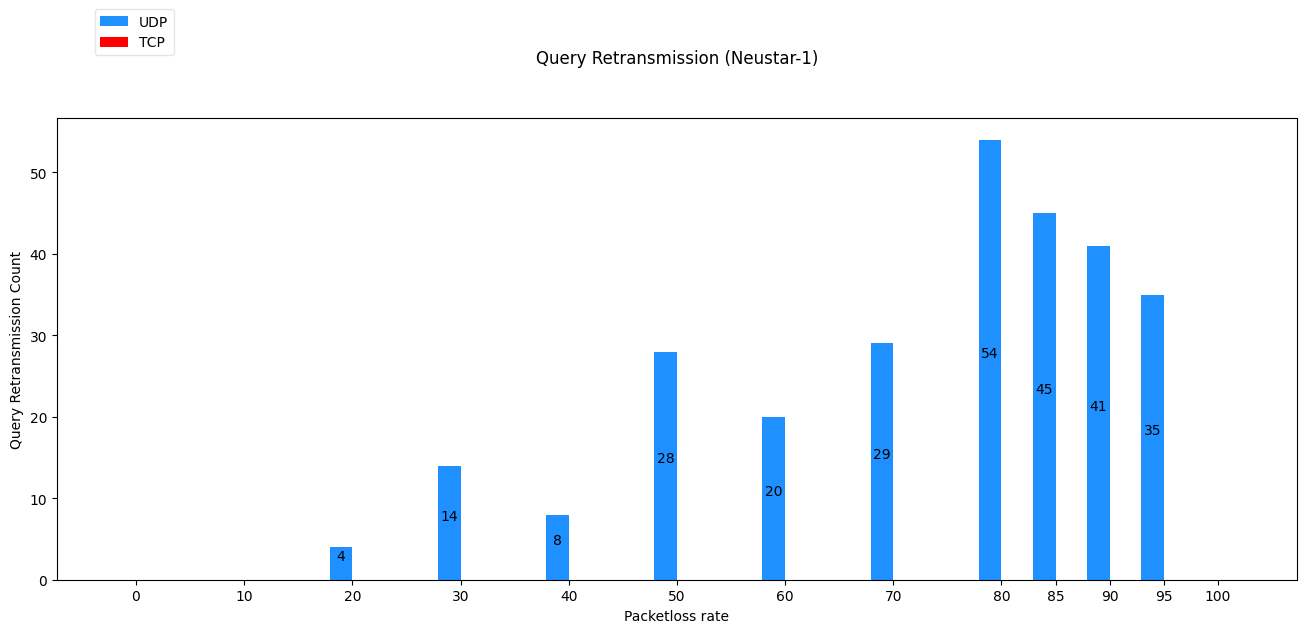 UDP
TCP
Query Retransmission (Neustar-1)
Query Retransmission Count
50
40
30
20
10
0
4
14
8
28
20
29
54
45
41
35
0 10 20 30 40 50 60 70 80 85 90 95 100
Packetloss rate